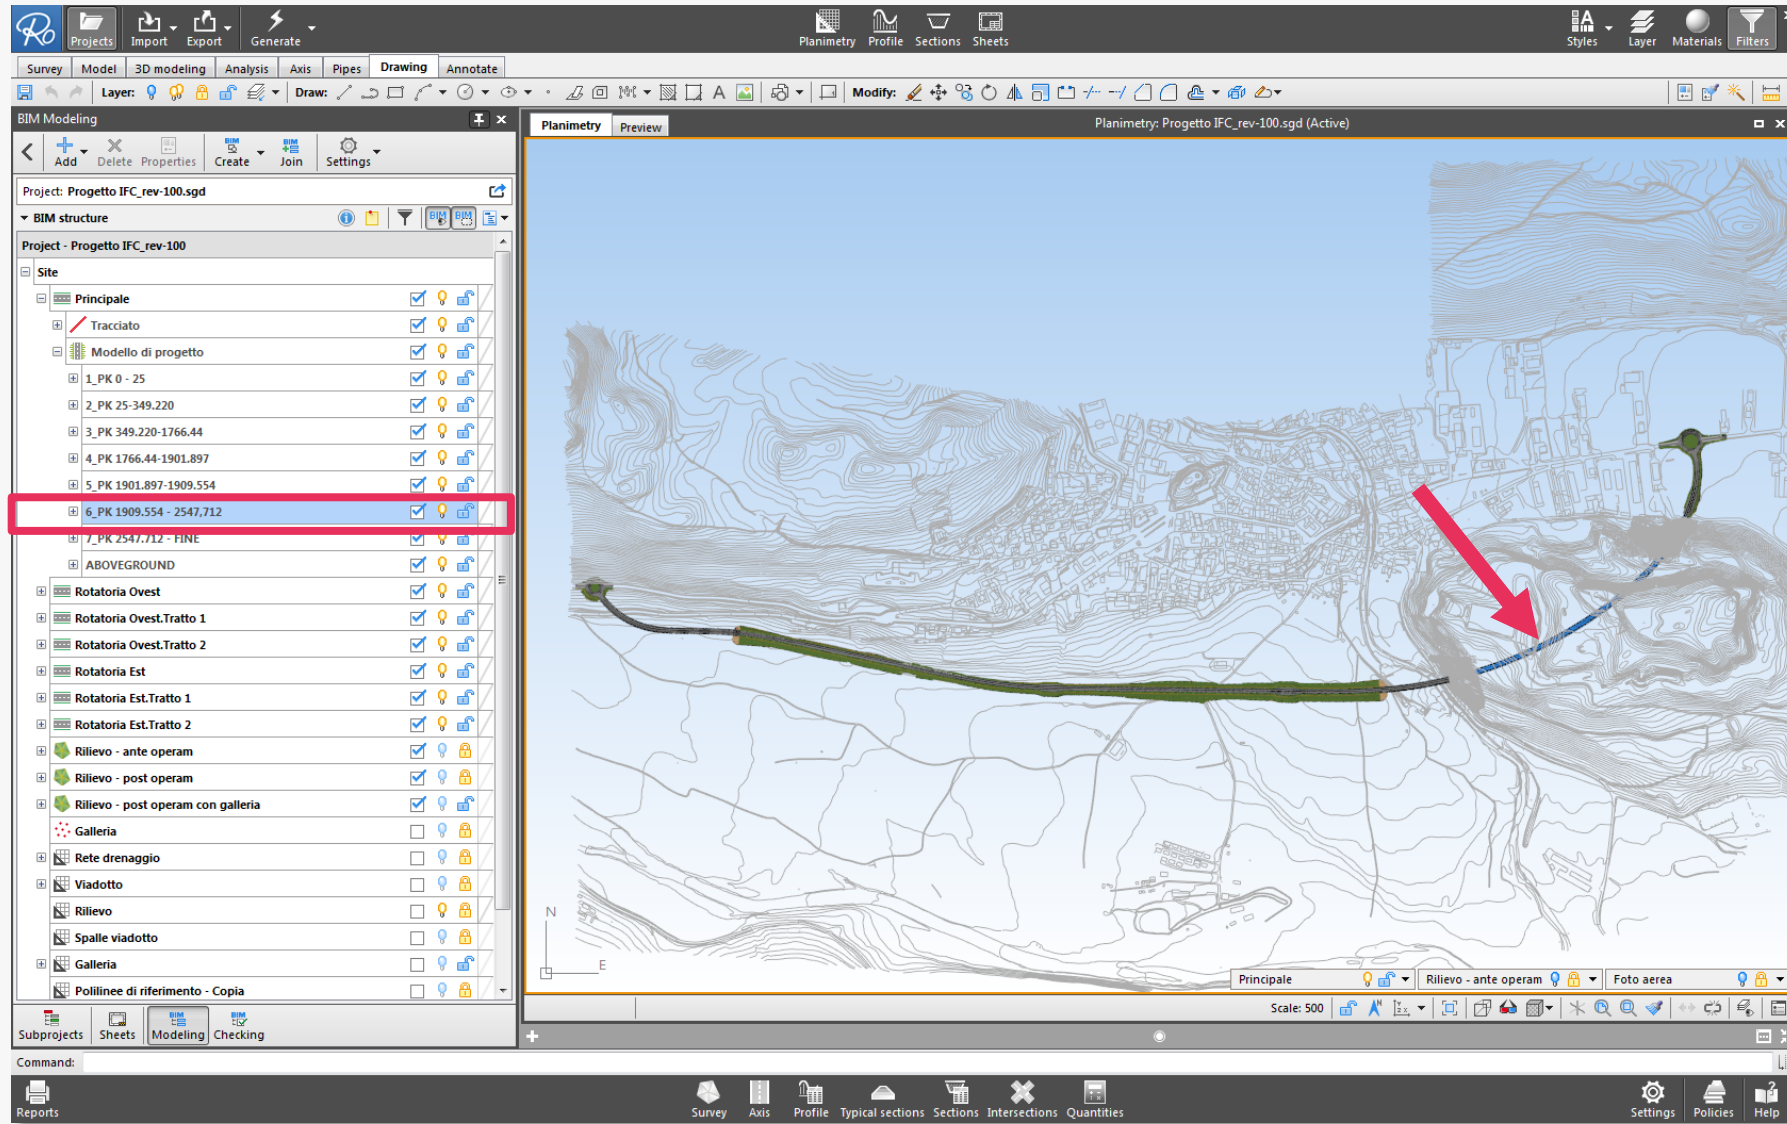 Ro
Projects Import Export Generate
Planimetry Profile Sections Sheets
Styles Layer Materials Filters
Survey Model 3D modeling Analysis Axis Pipes Drawing Annotate
Layer: Draw: A Modify:
BIM Modeling
Add Delete Properties Create Join Settings
Project: Progetto IFC_rev-100.sgd
BIM structure
Project - Progetto IFC_rev-100
Site
Principale
Tracciato
Modello di progetto
1_PK 0 - 25
2_PK 25-349.220
3_PK 349.220-1766.44
4_PK 1766.44-1901.897
5_PK 1901.897-1909.554
6_PK 1909.554 - 2547,712
7_PK 2547.712 - FINE
ABOVEGROUND
Rotatoria Ovest
Rotatoria Ovest.Tratto 1
Rotatoria Ovest.Tratto 2
Rotatoria Est
Rotatoria Est.Tratto 1
Rotatoria Est.Tratto 2
Rilievo - ante operam
Rilievo - post operam
Rilievo - post operam con galleria
Galleria
Rete drenaggio
Viadotto
Rilievo
Spalle viadotto
Galleria
Polilinee di riferimento - Copia
Subprojects Sheets Modeling Checking
Planimetry Preview
Planimetry: Progetto IFC_rev-100.sgd (Active)
N
E
Principale Rilievo - ante operam Foto aerea
Scale: 500
Command:
Reports
Survey Axis Profile Typical sections Sections Intersections Quantities
Settings Policies Help